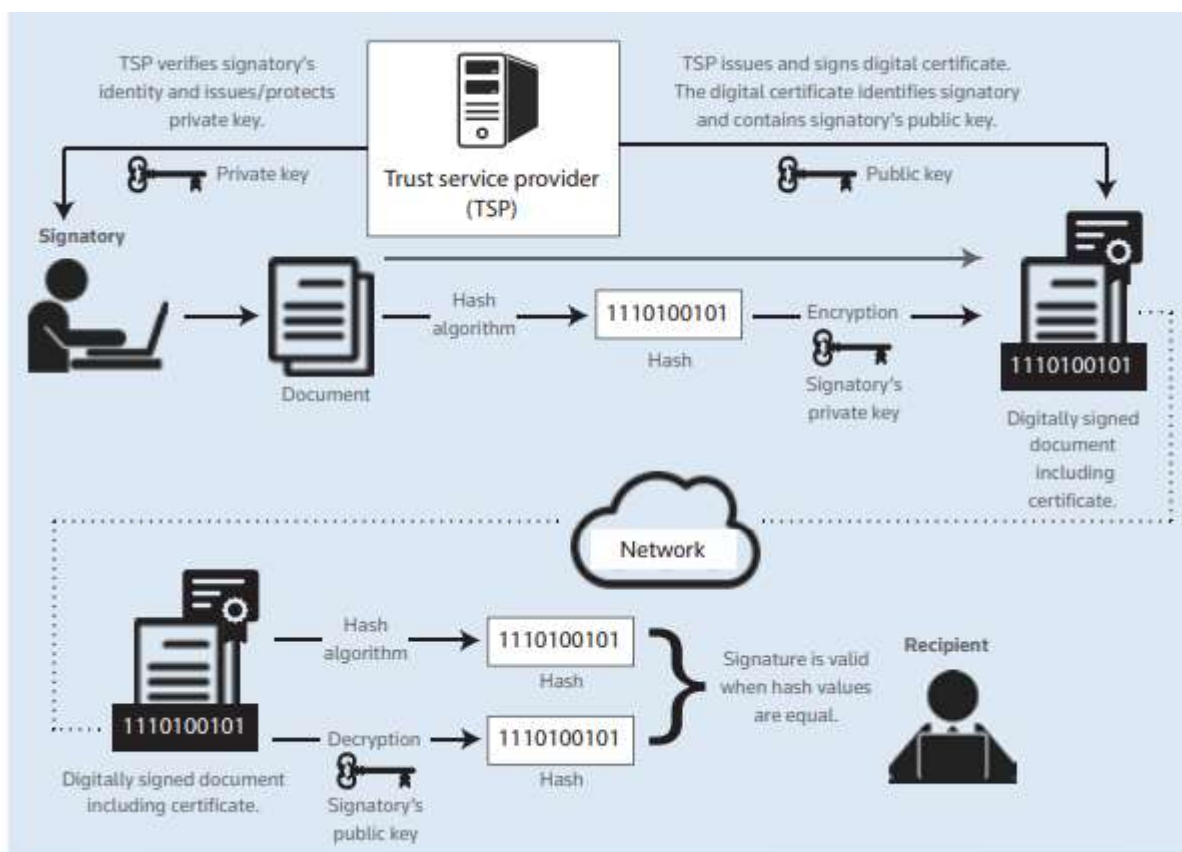 TSP verifies signatory's
identity and issues/protects
private key.
Private key
Trust service provider
(TSP)
TSP issues and signs digital certificate.
The digital certificate identifies signatory
and contains signatory's public key.
Public key
Signatory
Document
Hash
algorithm
1110100101
Hash
Encryption
Signatory's
private key
1110100101
Digitally signed
document
including
certificate.
Network
1110100101
Digitally signed document
including certificate.
Hash
algorithm
1110100101
Hash
Decryption
Signatory's
public key
1110100101
Hash
Signature is valid
when hash values
are equal.
Recipient